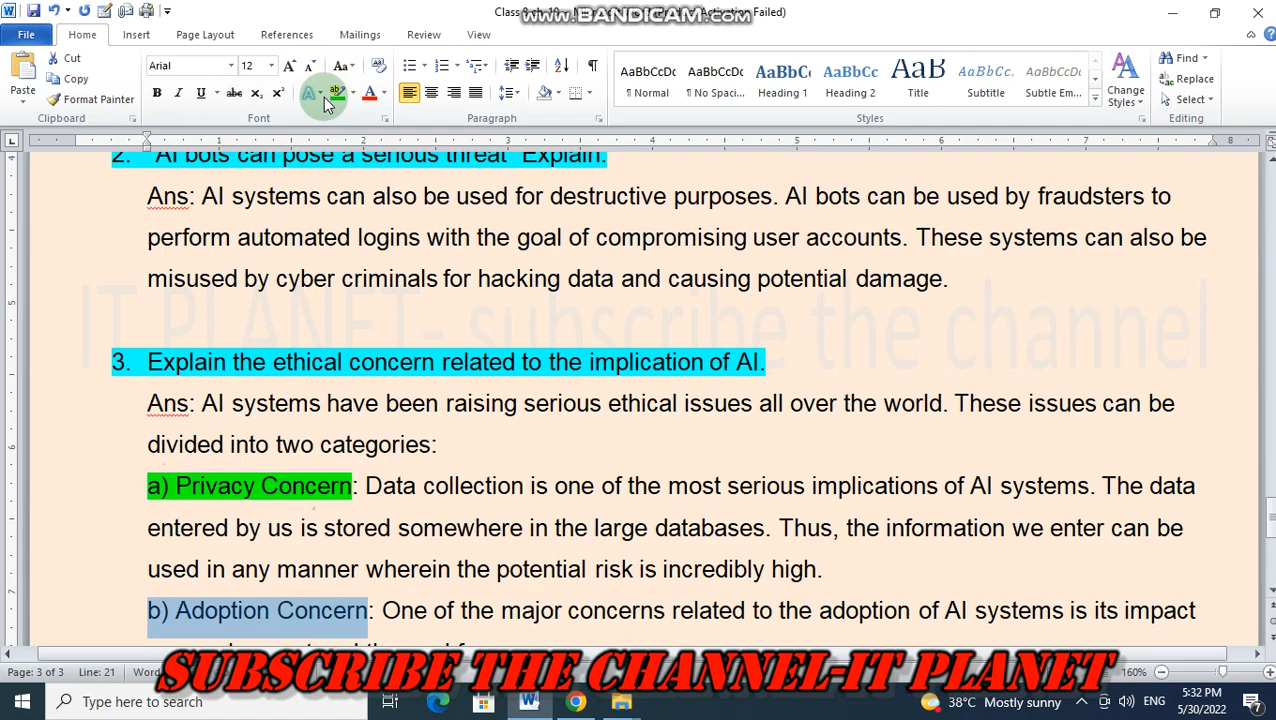 Class 8 ch-10
www.BANDICAM.com
Activation Failed)
File
Home
Insert
Page Layout
References
Mailings
Review
View
Paste
Cut
Copy
Format Painter
Clipboard
Arial
12
Font
Paragraph
AaBbCcDc
¶ Normal
AaBbCcDc
¶ No Spaci...
AaBbCc
Heading 1
AaBbCc
Heading 2
AaB
Title
AaBbCc.
Subtitle
AaBbCcDc
Subtle Em...
Change
Styles
Styles
Find
Replace
Select
Editing
2. "AI bots can pose a serious threat" Explain.
Ans: AI systems can also be used for destructive purposes. AI bots can be used by fraudsters to
perform automated logins with the goal of compromising user accounts. These systems can also be
misused by cyber criminals for hacking data and causing potential damage.
IT PLANET- subscribe the channel
3. Explain the ethical concern related to the implication of AI.
Ans: AI systems have been raising serious ethical issues all over the world. These issues can be
divided into two categories:
a) Privacy Concern: Data collection is one of the most serious implications of AI systems. The data
entered by us is stored somewhere in the large databases. Thus, the information we enter can be
used in any manner wherein the potential risk is incredibly high.
b) Adoption Concern: One of the major concerns related to the adoption of AI systems is its impact
SUBSCRIBE THE CHANNEL-IT PLANET
Page: 3 of 3
Line: 21
160%
Type here to search
38°C Mostly sunny
ENG
5:32 PM
5/30/2022
7